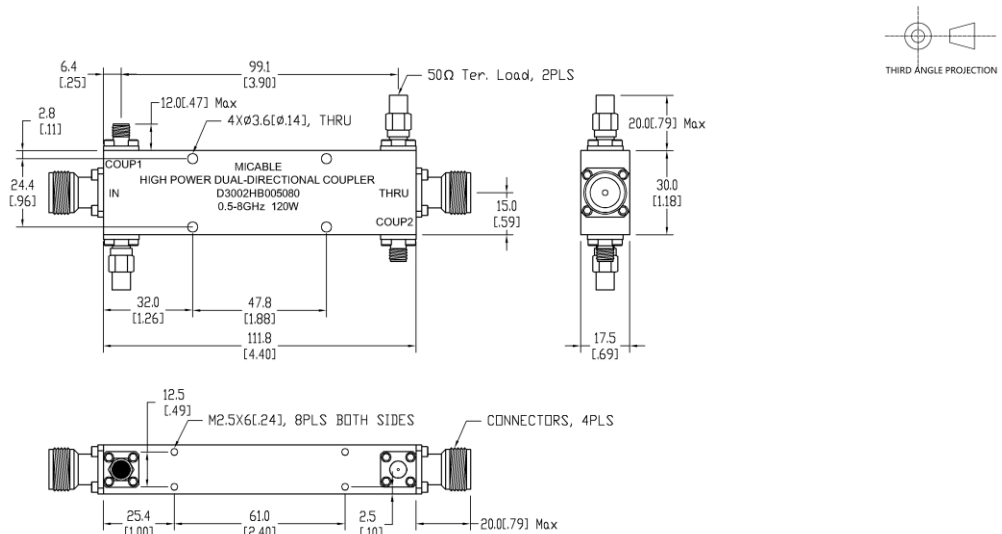 THIRD ANGLE PROJECTION
6.4
[.25]
99.1
[3.90]
50Ω Ter. Load, 2PLS
12.0[.47] Max
2.8
[.11]
4XØ3.6[Ø.14], THRU
20.0[.79] Max
COUP1
MICABLE
HIGH POWER DUAL-DIRECTIONAL COUPLER
IN
D3002HB005080
THRU
0.5-8GHz 120W
COUP2
24.4
[.96]
15.0
[.59]
30.0
[1.18]
32.0
[1.26]
47.8
[1.88]
111.8
[4.40]
17.5
[.69]
12.5
[.49]
M2.5X6[.24], 8PLS BOTH SIDES
CONNECTORS, 4PLS
25.4
[1.00]
61.0
[2.40]
2.5
[.10]
20.0[.79] Max